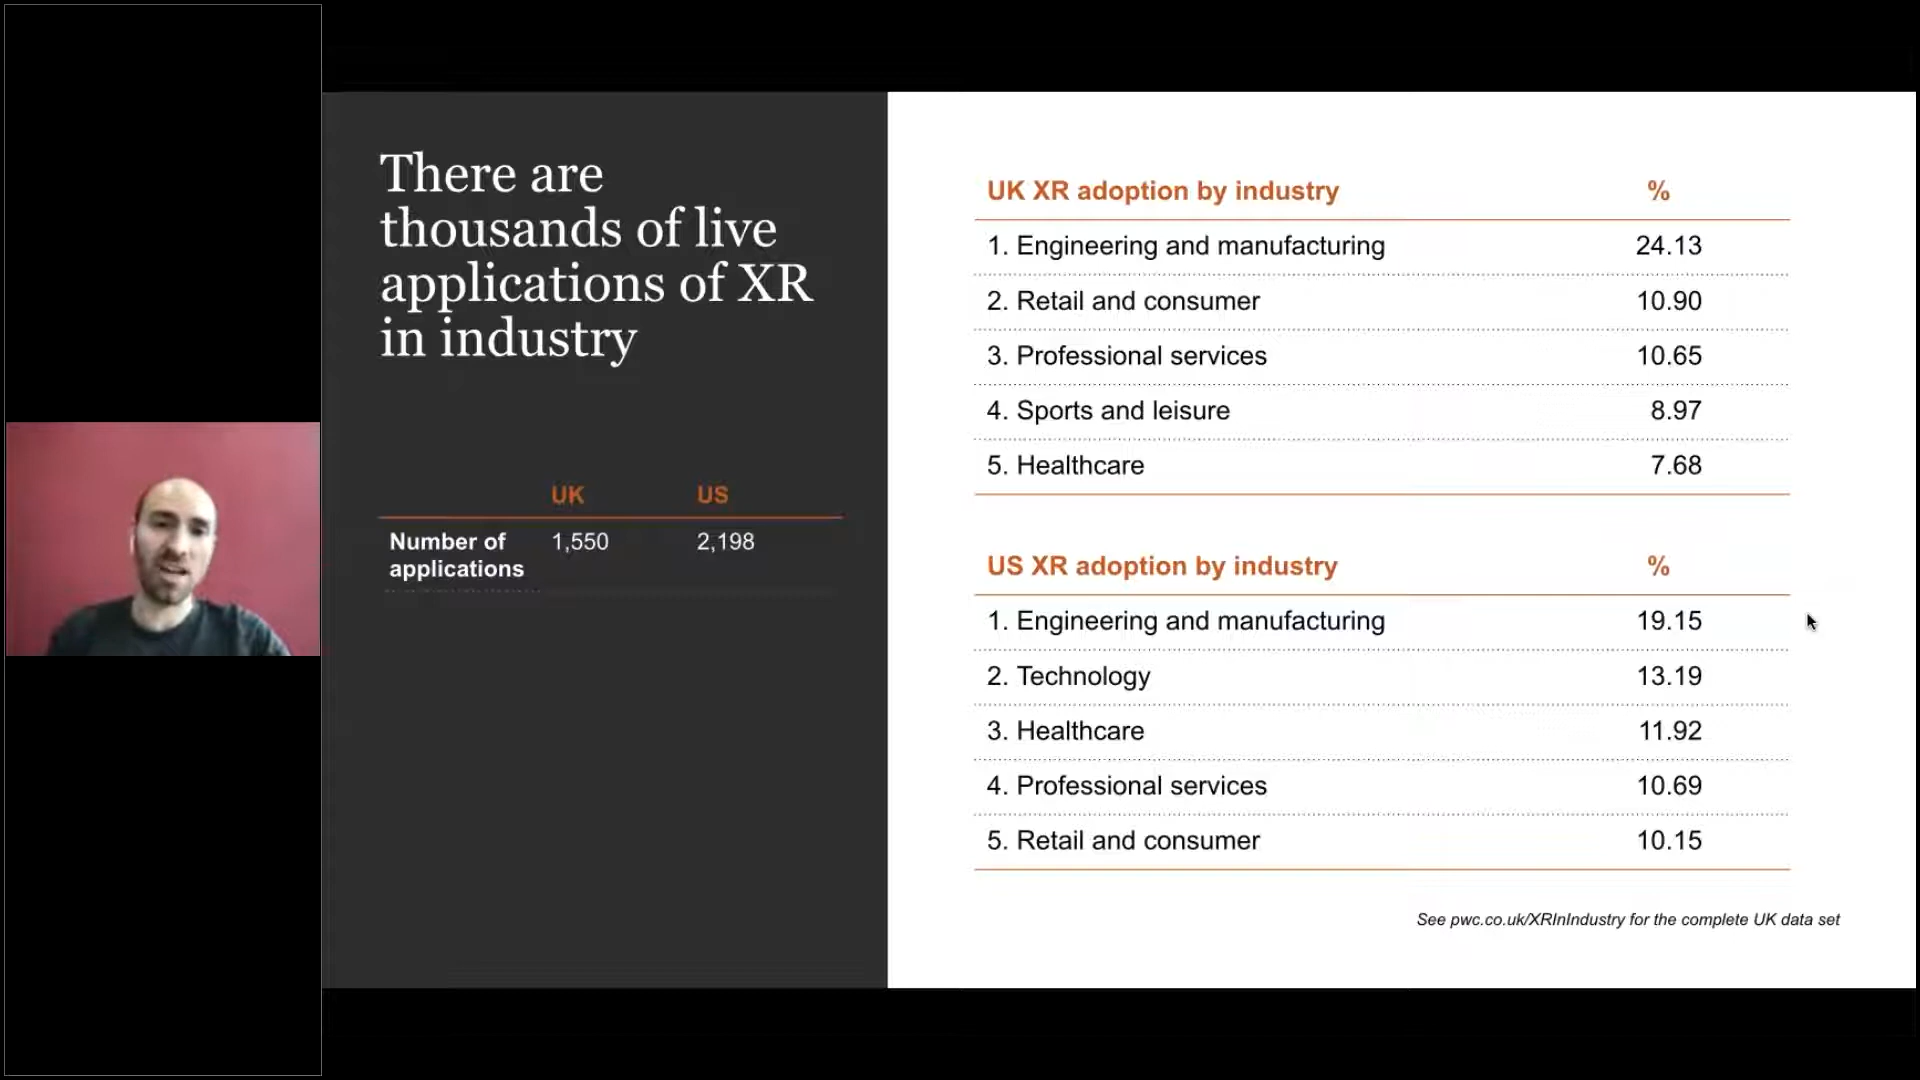 There are
thousands of live
applications of XR
in industry
UK US
Number of 1,550 2,198
applications
UK XR adoption by industry %
1. Engineering and manufacturing 24.13
2. Retail and consumer 10.90
3. Professional services 10.65
4. Sports and leisure 8.97
5. Healthcare 7.68
US XR adoption by industry %
1. Engineering and manufacturing 19.15
2. Technology 13.19
3. Healthcare 11.92
4. Professional services 10.69
5. Retail and consumer 10.15
See pwc.co.uk/XRInIndustry for the complete UK data set